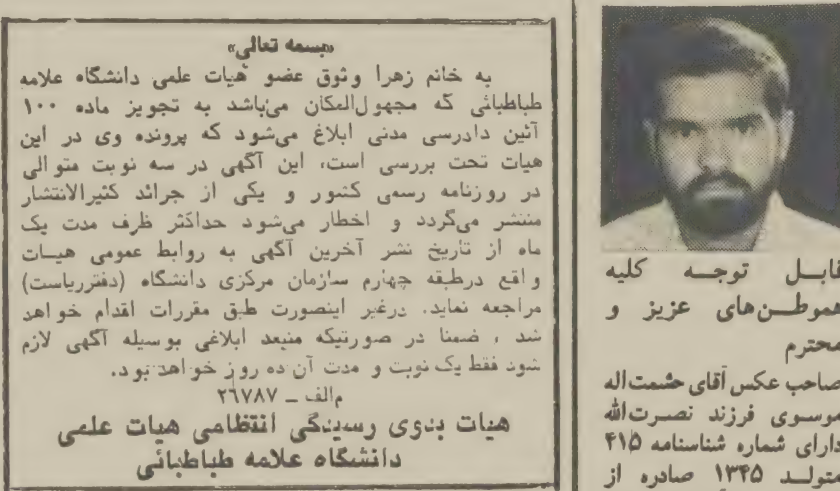 «بسمه تعالی»
به خانم زهرا وثوق عضو هیات علمی دانشگاه علامه
طباطبائی که مجهول‌المکان می‌باشد به تجویز ماده ۱۰۰
آئین دادرسی مدنی ابلاغ می‌شود که پرونده وی در این
هیات تحت بررسی است، این آگهی در سه نوبت متوالی
در روزنامه رسمی کشور و یکی از جرائد کثیرالانتشار
منتشر می‌گردد و اخطار می‌شود حداکثر ظرف مدت یک
ماه از تاریخ نشر آخرین آگهی به روابط عمومی هیات
واقع درطبقه چهارم سازمان مرکزی دانشگاه (دفترریاست)
مراجعه نماید. درغیر اینصورت طبق مقررات اقدام خواهد
شد ، ضمنا در صورتیکه منبعد ابلاغی بوسیله آگهی لازم
شود فقط یک نوبت و مدت آن ده روز خواهد بود.
م‌الف ــ ۲۶۷۸۷
هیات بدوی رسیدگی انتظامی هیات علمی
دانشگاه علامه طباطبائی
قابل توجه کلیه
هموطن‌های عزیز و
محترم
صاحب عکس آقای حشمت‌اله
موسوی فرزند نصرت‌الله
دارای شماره شناسنامه ۴۱۵
متولد ۱۳۴۵ صادره از